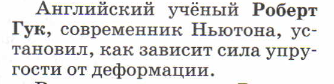 Английский учёный Роберт
Гук, современник Ньютона, ус-
тановил, как зависит сила упру-
гости от деформации.